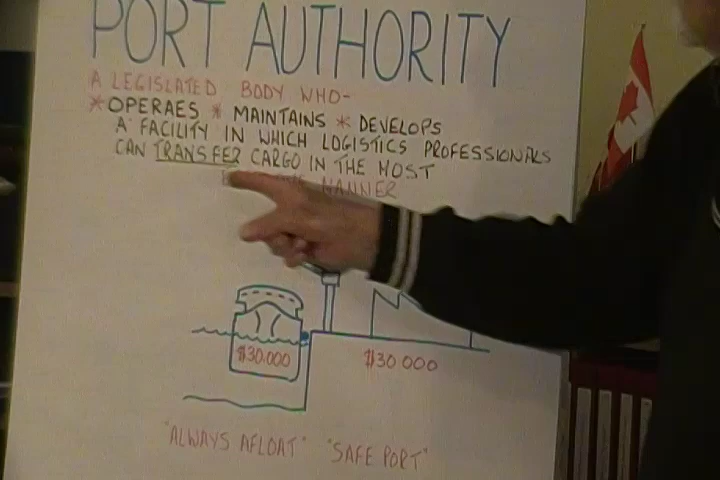 PORT AUTHORITY
A LEGISLATED BODY WHO-
* OPERAES * MAINTAINS * DEVELOPS
A FACILITY IN WHICH LOGISTICS PROFESSIONALS
CAN TRANSFER CARGO IN THE MOST
MANNER
$30.000 $30.000
"ALWAYS AFLOAT" "SAFE PORT"